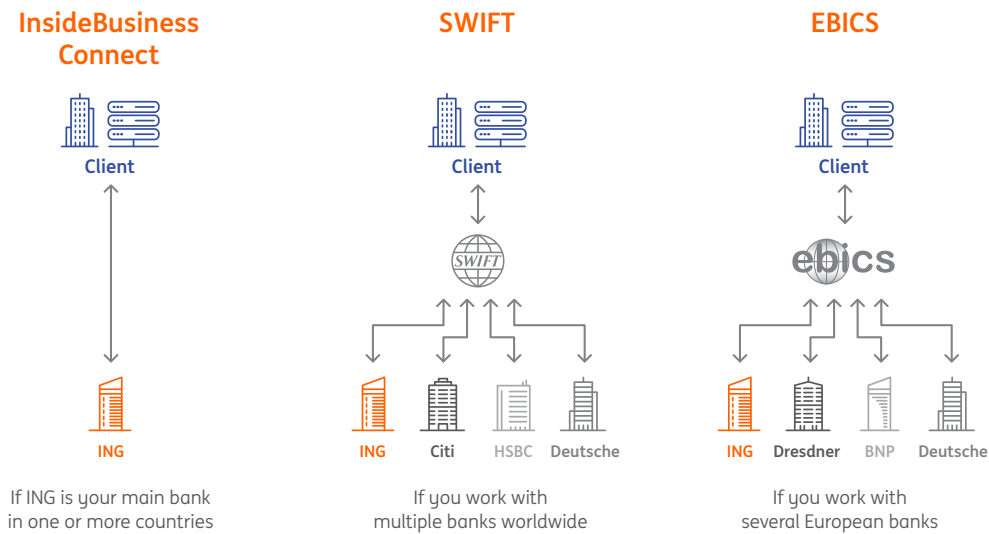 InsideBusiness
Connect
Client
ING
If ING is your main bank
in one or more countries
SWIFT
Client
SWIFT
ING
Citi
HSBC
Deutsche
If you work with
multiple banks worldwide
EBICS
Client
ebics
ING
Dresdner
BNP
Deutsche
If you work with
several European banks